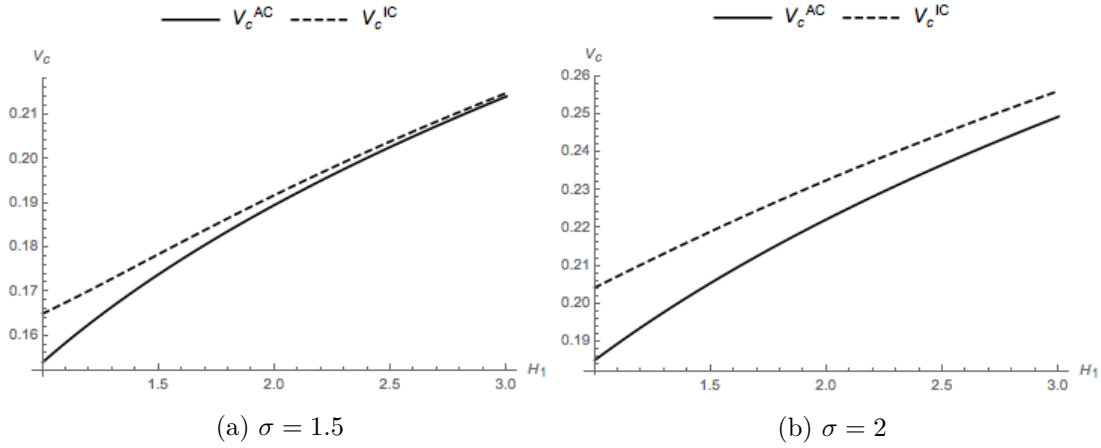 V_c^AC V_c^IC
V_c
0.21
0.20
0.19
0.18
0.17
0.16
1.5 2.0 2.5 3.0 H_1
(a) σ = 1.5
V_c^AC V_c^IC
V_c
0.26
0.25
0.24
0.23
0.22
0.21
0.20
0.19
1.5 2.0 2.5 3.0 H_1
(b) σ = 2